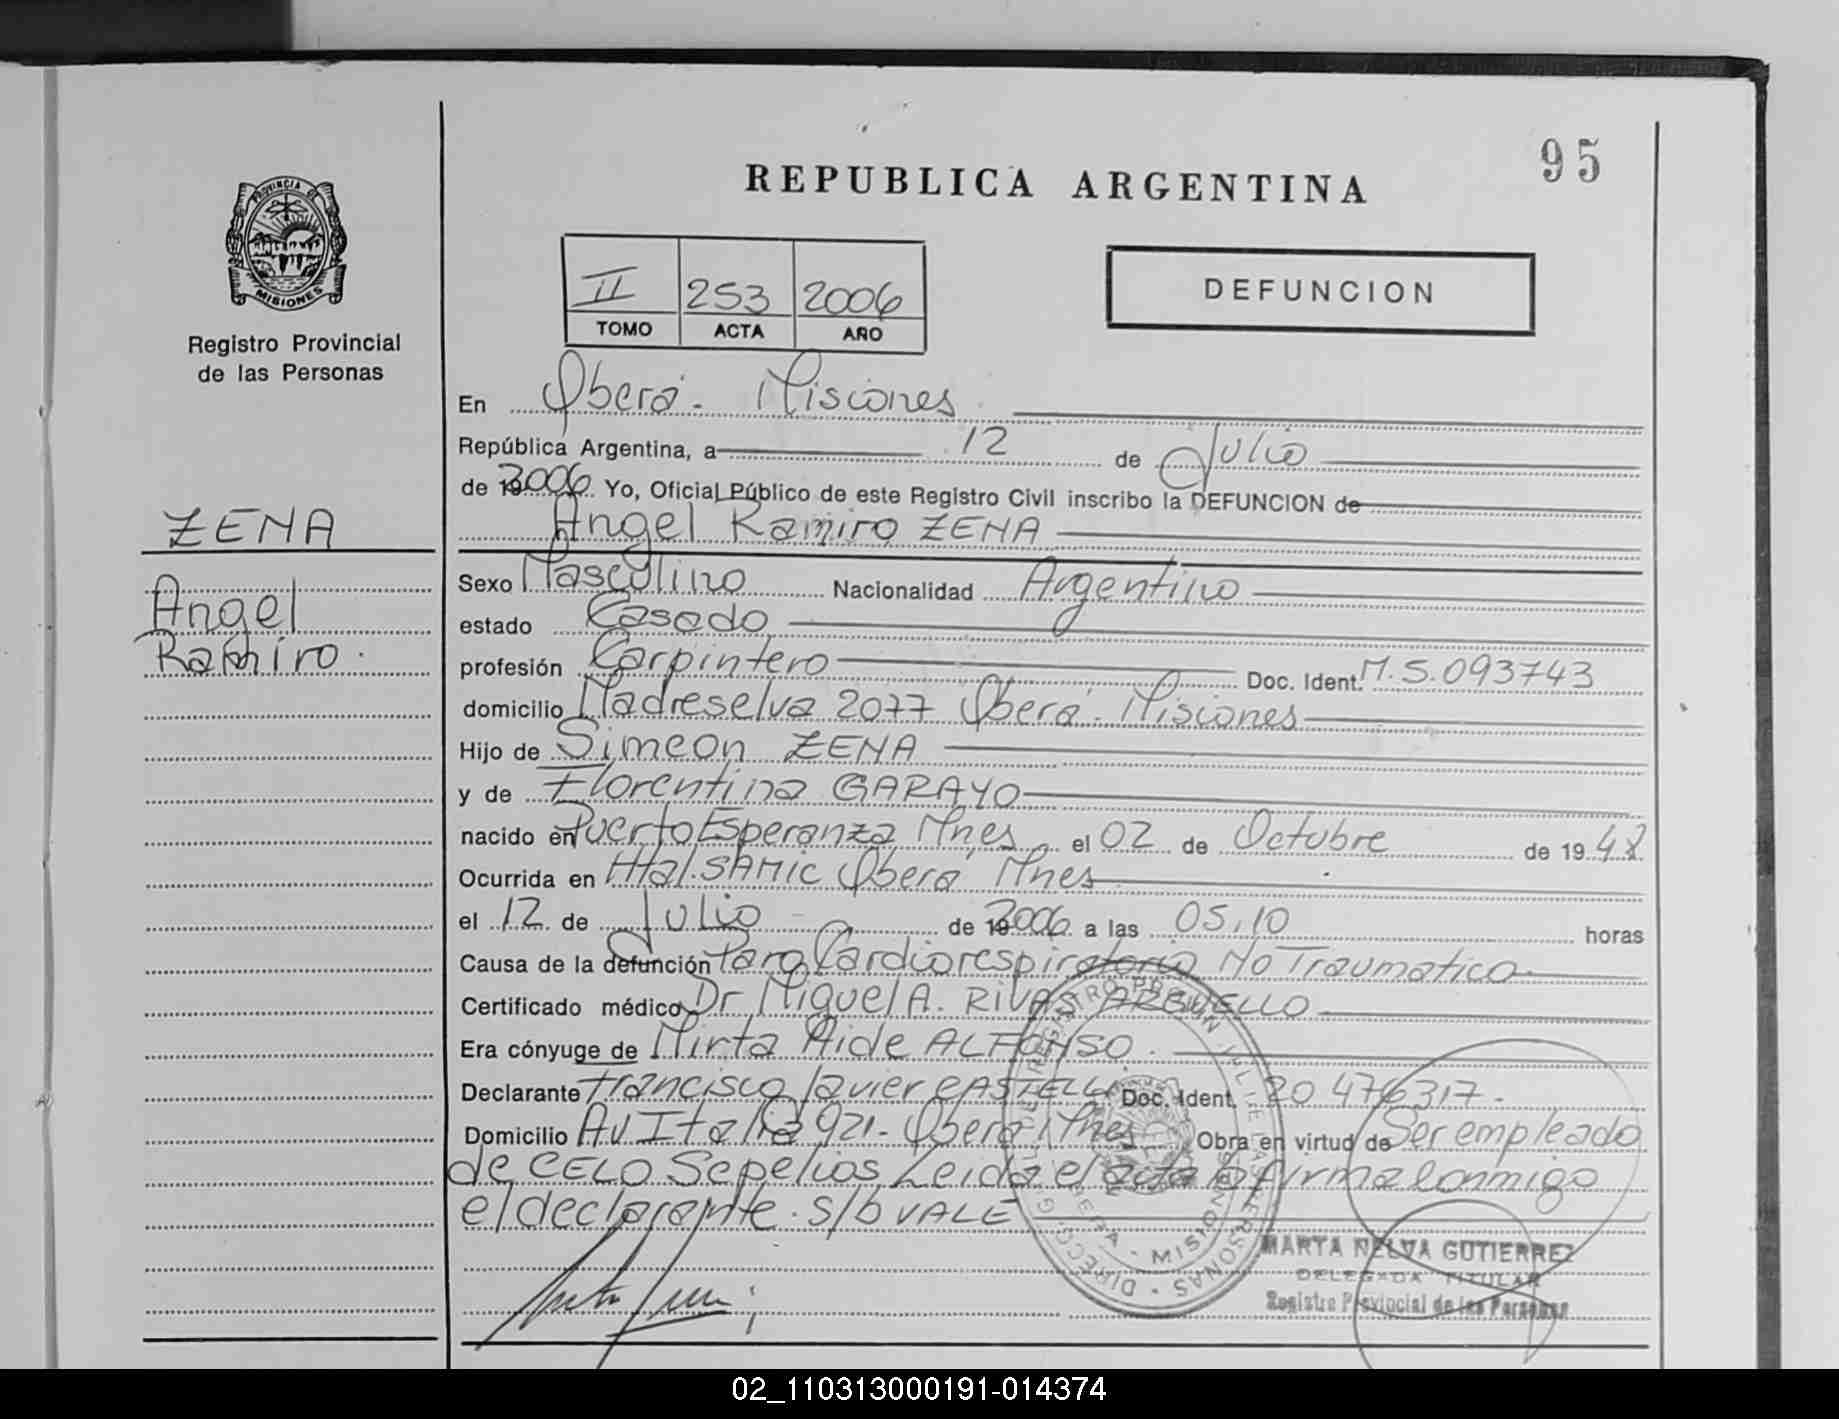 95
REPUBLICA ARGENTINA
PROVINCIA DE
MISIONES
Registro Provincial
de las Personas
II 253 2006
TOMO ACTA AÑO
DEFUNCION
En Oberá - Misiones
República Argentina, a 12 de Julio
de 2006 Yo, Oficial Público de este Registro Civil inscribo la DEFUNCION de
Angel Ramiro ZENA
ZENA
Angel
Ramiro.
Sexo Masculino Nacionalidad Argentino
estado Casado
profesión Carpintero Doc. Ident. M.S.093743
domicilio Madreselva 2077 Oberá - Misiones
Hijo de Simeon ZENA
y de Florentina GARAYO
nacido en Puerto Esperanza Mnes el 02 de Octubre de 19 48
Ocurrida en Htal. SAMIC Oberá Mnes
el 12 de Julio de 2006 a las 05,10 horas
Causa de la defunción Paro Cardiorespiratorio No Traumatico
Certificado médico Dr Miguel A. RIVAS ARGUELLO
Era cónyuge de Mirta Aide ALFONSO.
Declarante Francisco Javier CASTELL Doc. Ident. 20 476317-
Domicilio Av Italia 921- Oberá Mnes Obra en virtud de Ser empleado
de CELO Sepelios Leida el acta la firma conmigo
el declarante. s/b VALE
MARTA NELVA GUTIERREZ
DELEGADA TITULAR
Registro Provincial de las Personas
02_110313000191-014374